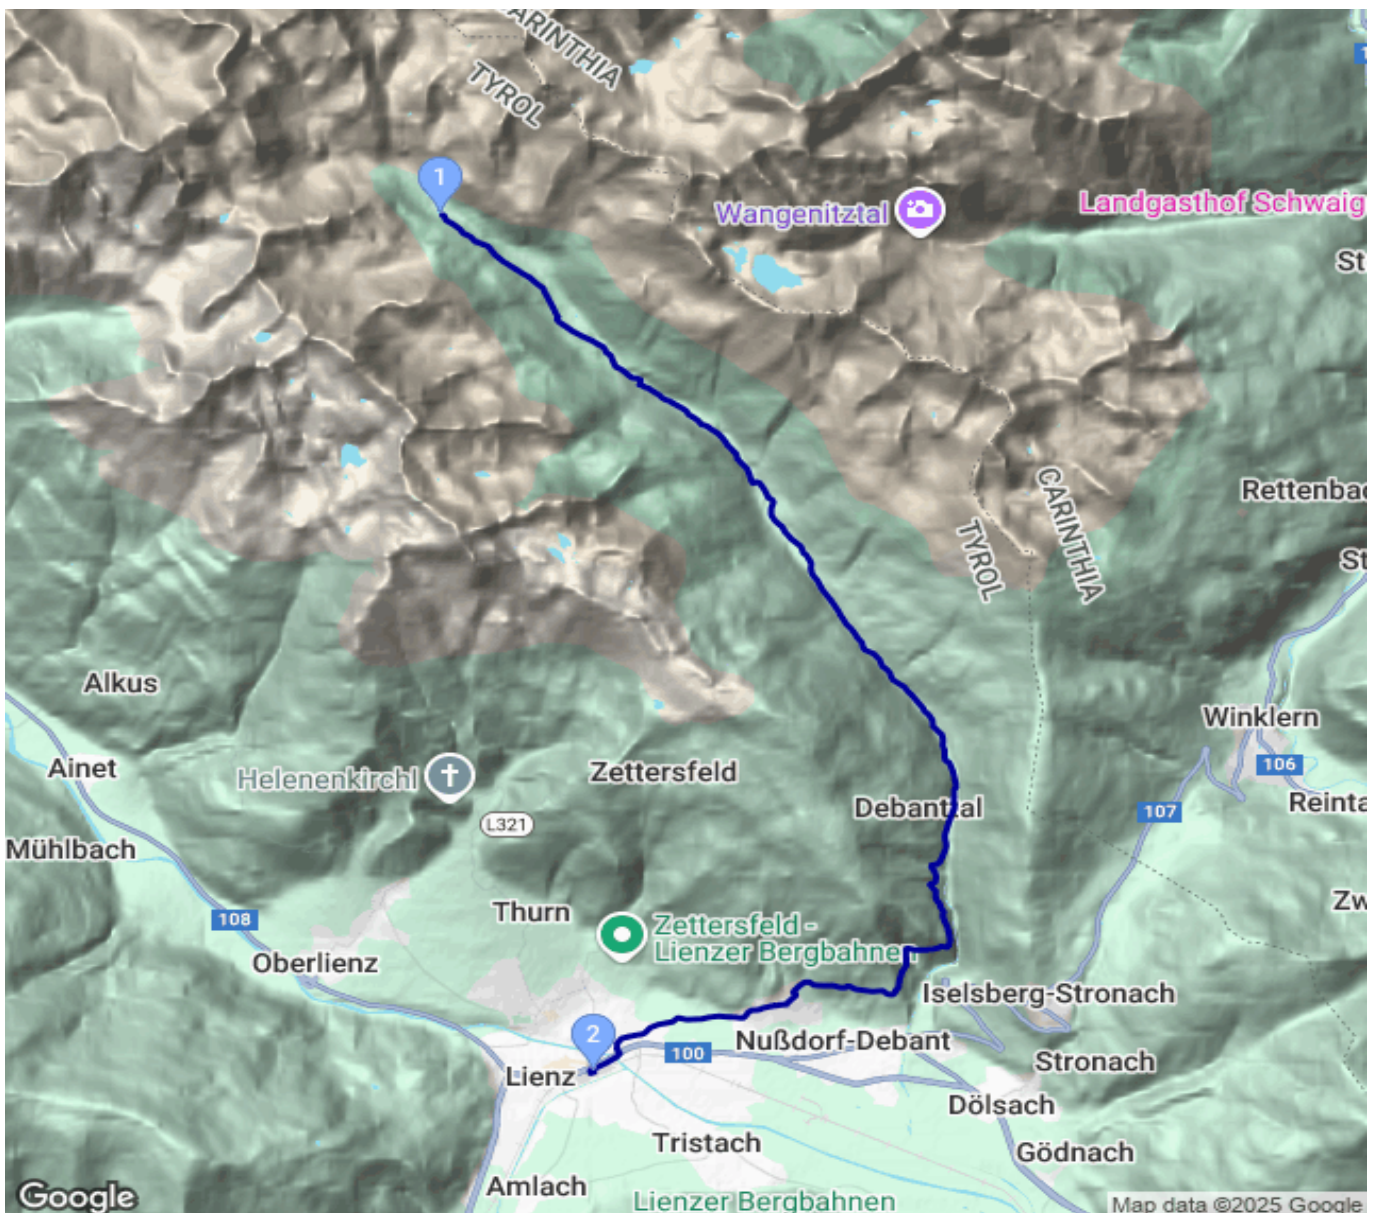 CARINTHIA
TYROL
1
Wangenitztal
Landgasthof Schwaig
St
Rettenbac
CARINTHIA
TYROL
St
Alkus
Winklern
Ainet
Helenenkirchl
Zettersfeld
106
Debanttal
107
Reinta
L321
Mühlbach
Zw
108
Thurn
Zettersfeld -
Lienzer Bergbahnen
Oberlienz
Iselsberg-Stronach
2
Nußdorf-Debant
100
Stronach
Lienz
Dölsach
Tristach
Gödnach
Amlach
Lienzer Bergbahnen
Google
Map data ©2025 Google